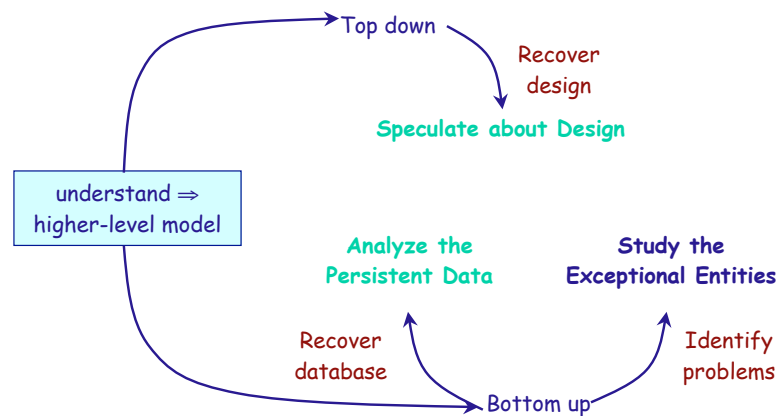 Top down
Recover
design
Speculate about Design
understand ⇒
higher-level model
Analyze the
Persistent Data
Study the
Exceptional Entities
Recover
database
Identify
problems
Bottom up